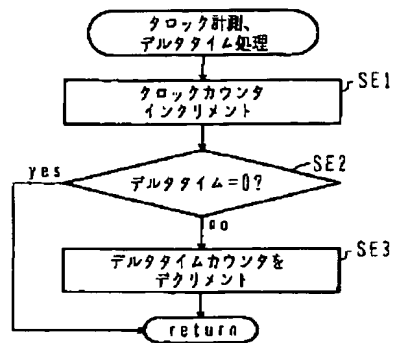 クロック計測、
デルタタイム処理
SE1
クロックカウンタ
インクリメント
SE2
yes
デルタタイム=0?
no
SE3
デルタタイムカウンタを
デクリメント
return